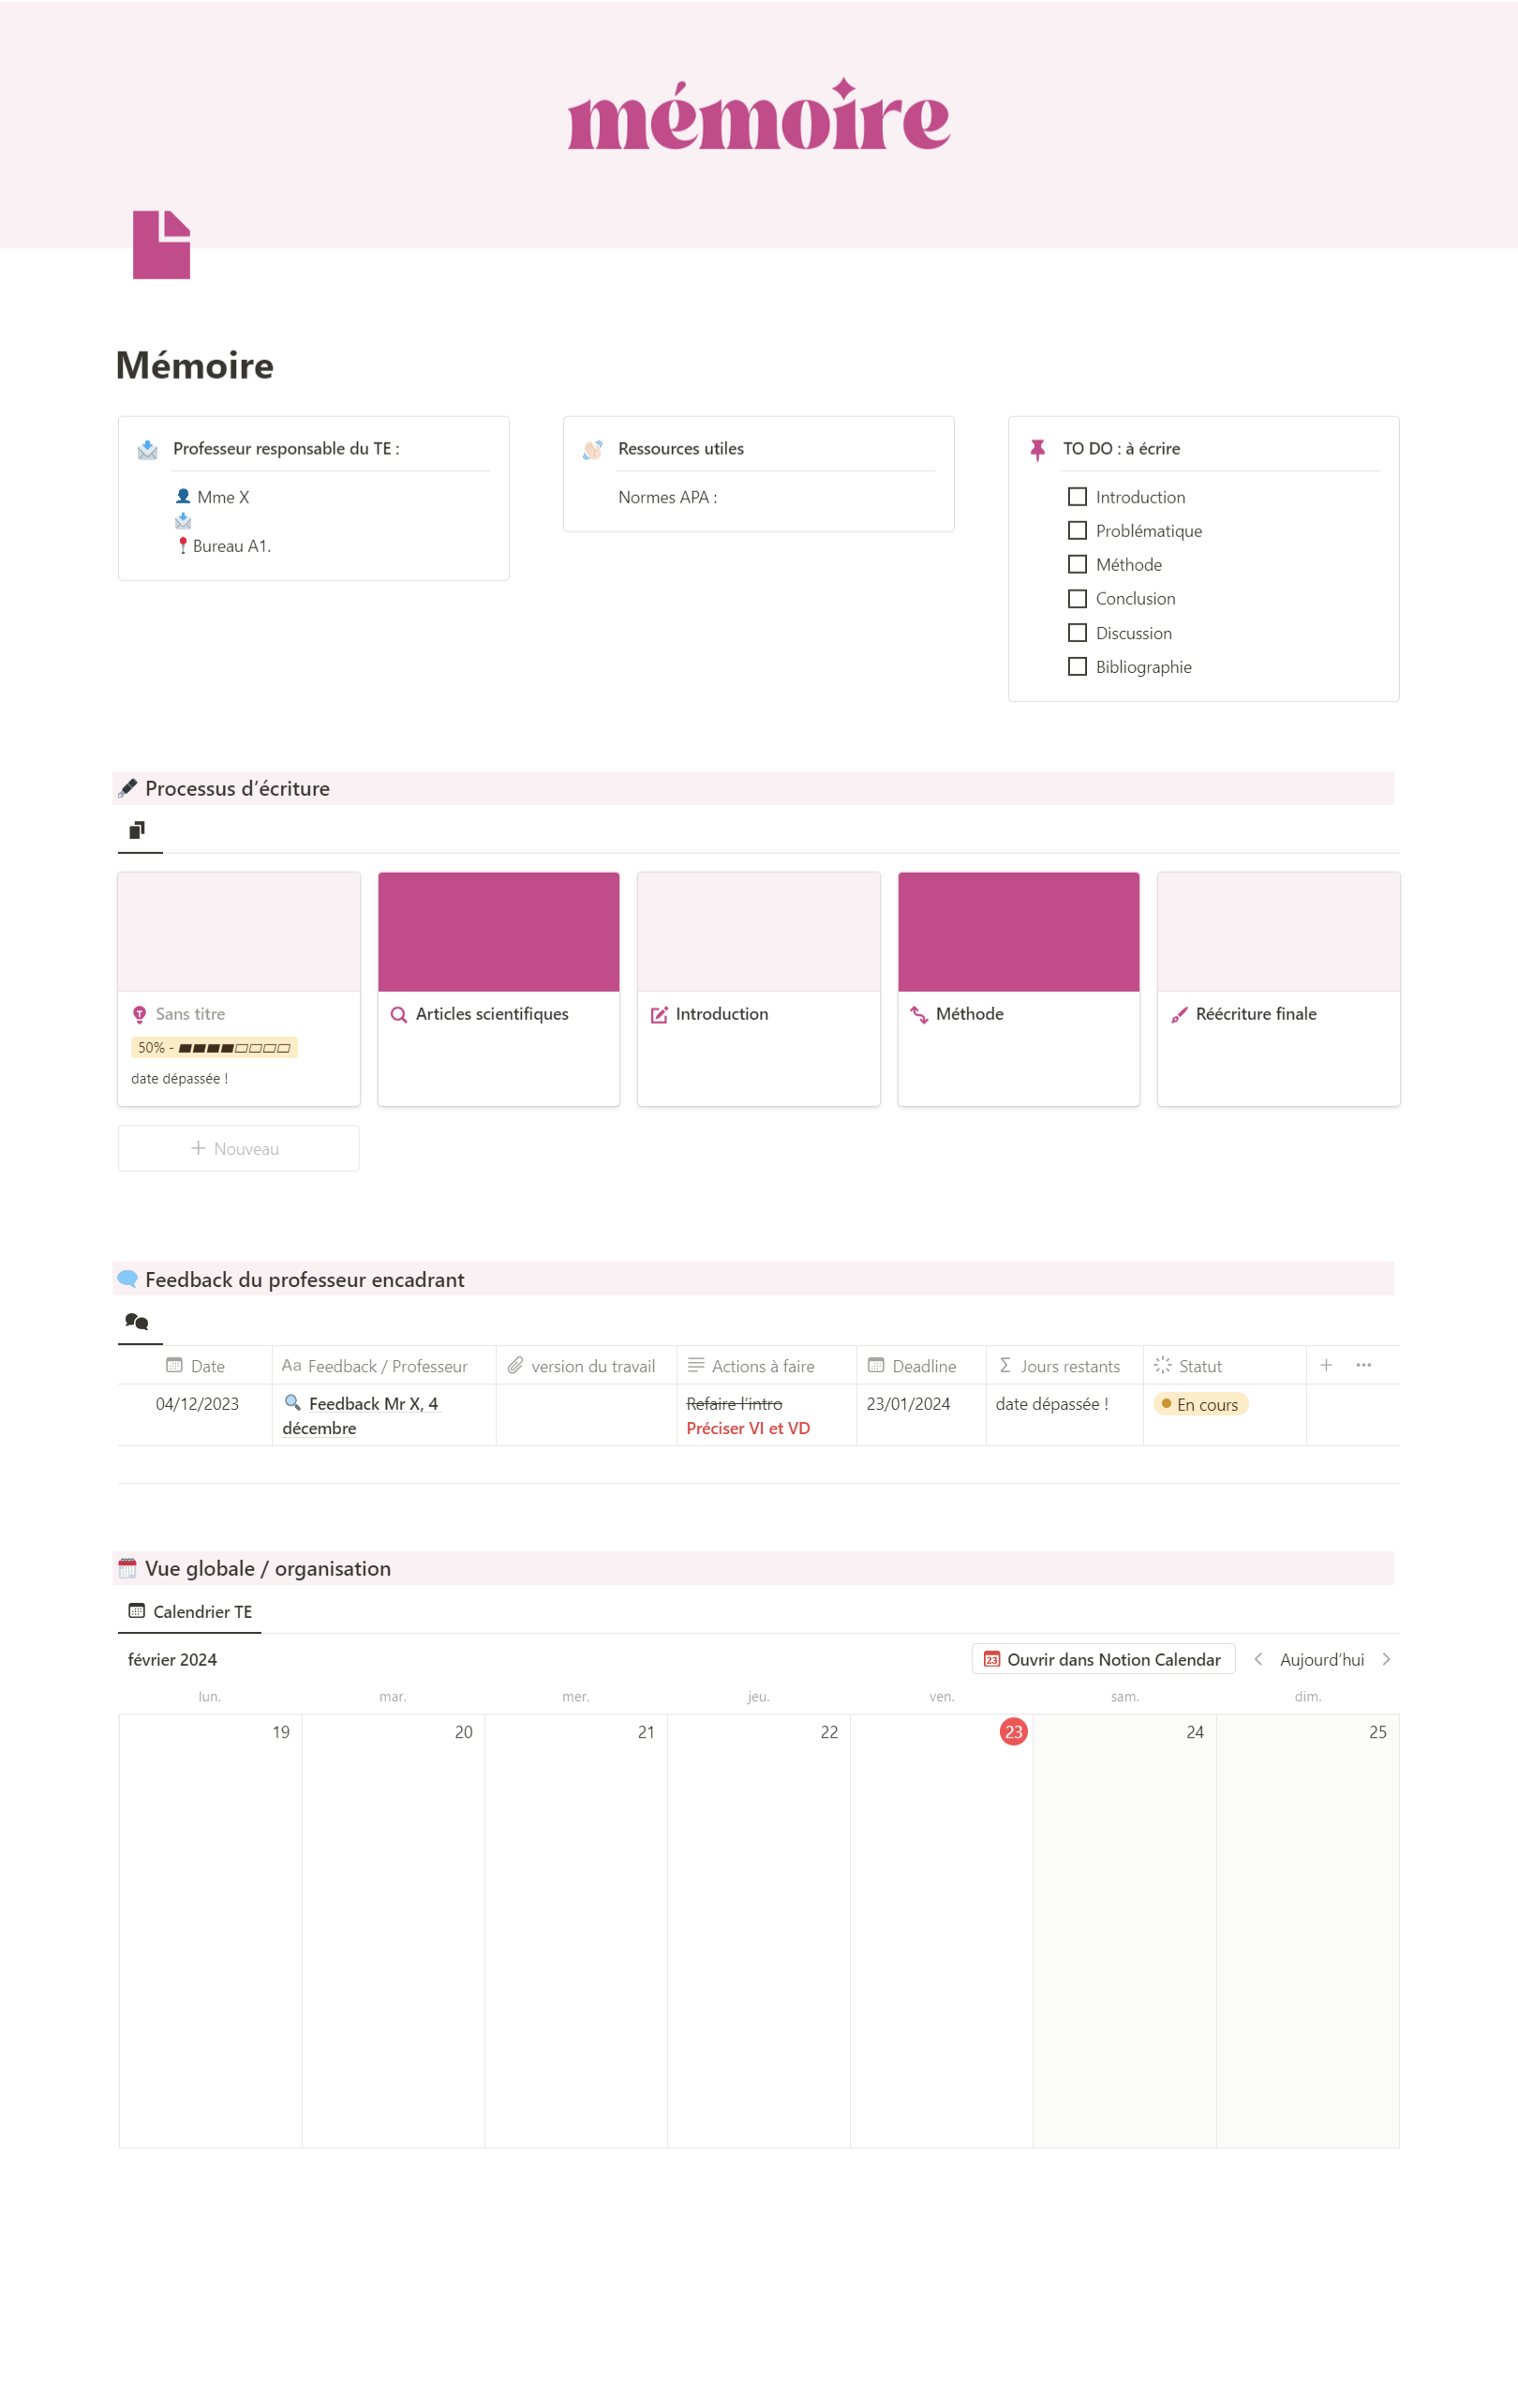 mémoire
Mémoire
Professeur responsable du TE :
Mme X
Bureau A1.
Ressources utiles
Normes APA :
TO DO : à écrire
Introduction
Problématique
Méthode
Conclusion
Discussion
Bibliographie
Processus d’écriture
Sans titre
50% -
date dépassée !
Articles scientifiques
Introduction
Méthode
Réécriture finale
Nouveau
Feedback du professeur encadrant
Date Aa Feedback / Professeur version du travail Actions à faire Deadline Σ Jours restants Statut
04/12/2023 Feedback Mr X, 4 Refaire l’intro 23/01/2024 date dépassée ! En cours
décembre Préciser VI et VD
Vue globale / organisation
Calendrier TE
février 2024 23 Ouvrir dans Notion Calendar Aujourd’hui
lun. mar. mer. jeu. ven. sam. dim.
19 20 21 22 23 24 25